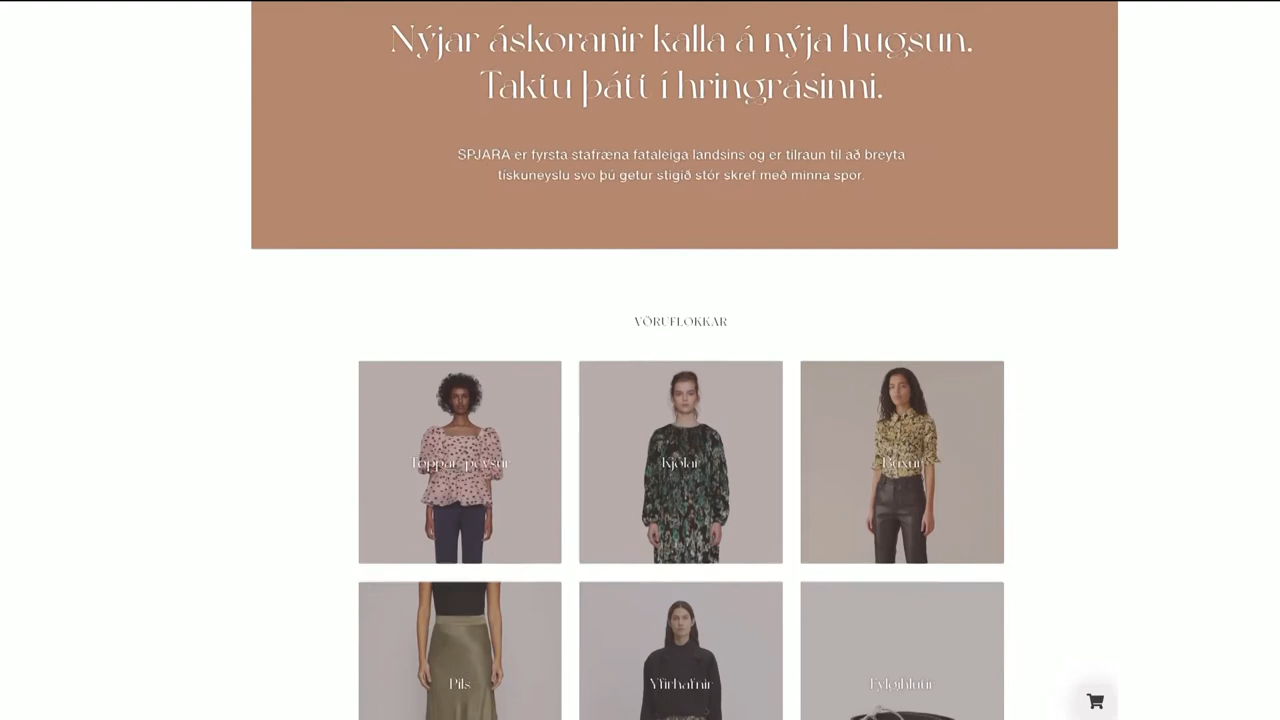 Nýjar áskoranir kalla á nýja hugsun.
Taktu þátt í hringrásinni.
SPJARA er fyrsta stafræna fataleiga landsins og er tilraun til að breyta
tískuneyslu svo þú getur stigið stór skref með minna spor.
VÖRUFLOKKAR
Toppar, peysur
Kjólar
Buxur
Pils
Yfirhafnir
Fylgihlutir